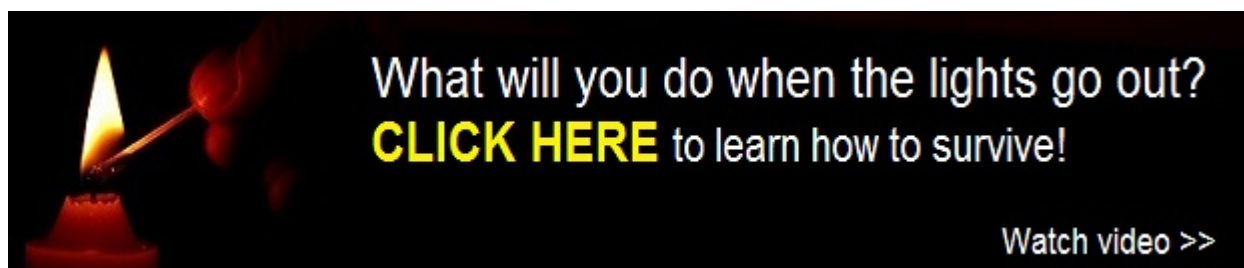 What will you do when the lights go out?
CLICK HERE to learn how to survive!
Watch video >>